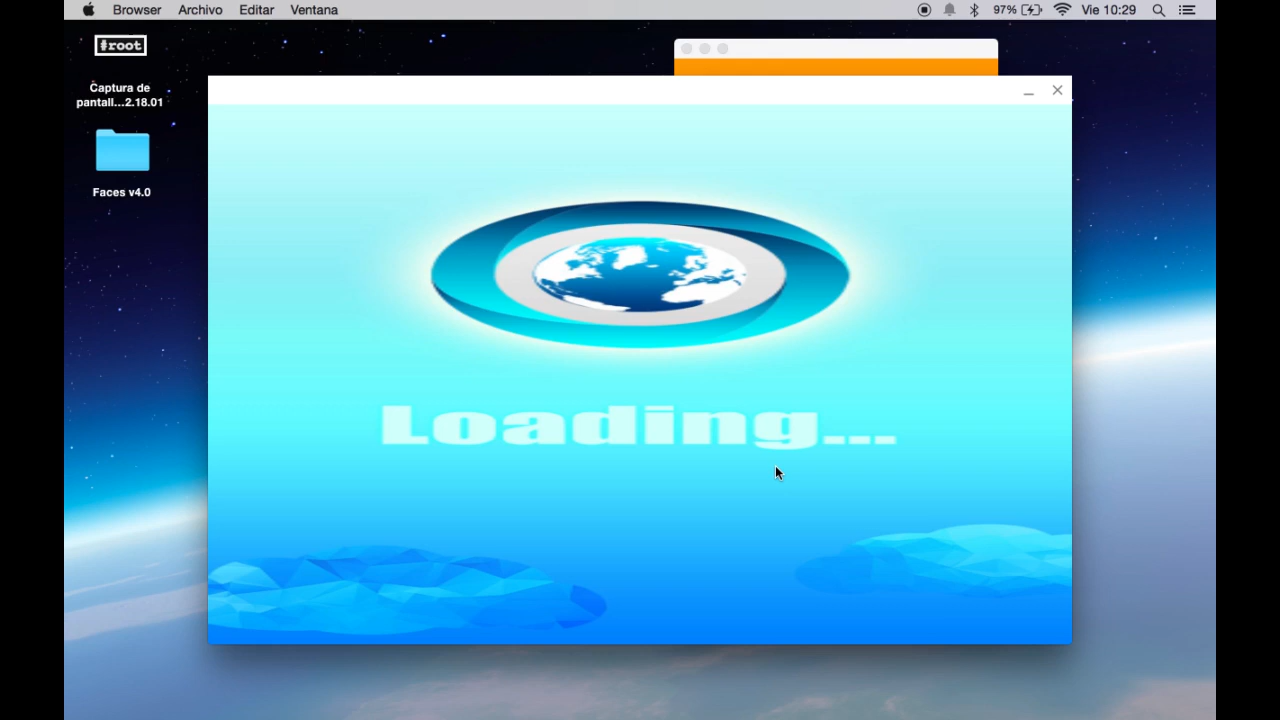 Browser Archivo Editar Ventana 97% Vie 10:29
#root
Captura de
pantall...2.18.01
Faces v4.0
Loading...